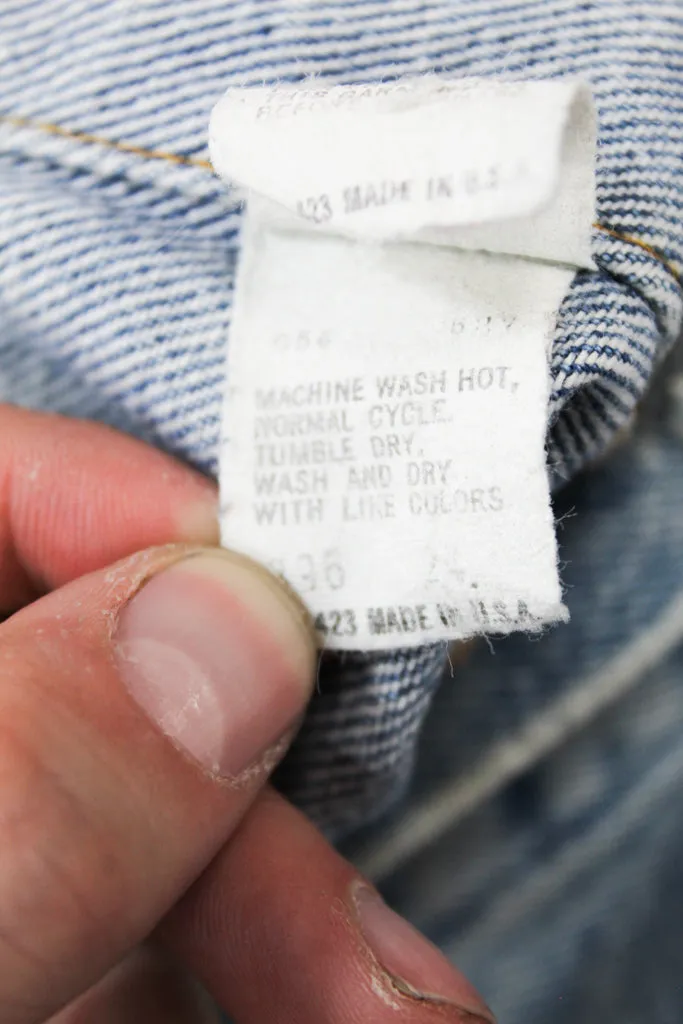 423 MADE IN U.S.A.
MACHINE WASH HOT,
NORMAL CYCLE.
TUMBLE DRY,
WASH AND DRY
WITH LIKE COLORS
423 MADE IN U.S.A.